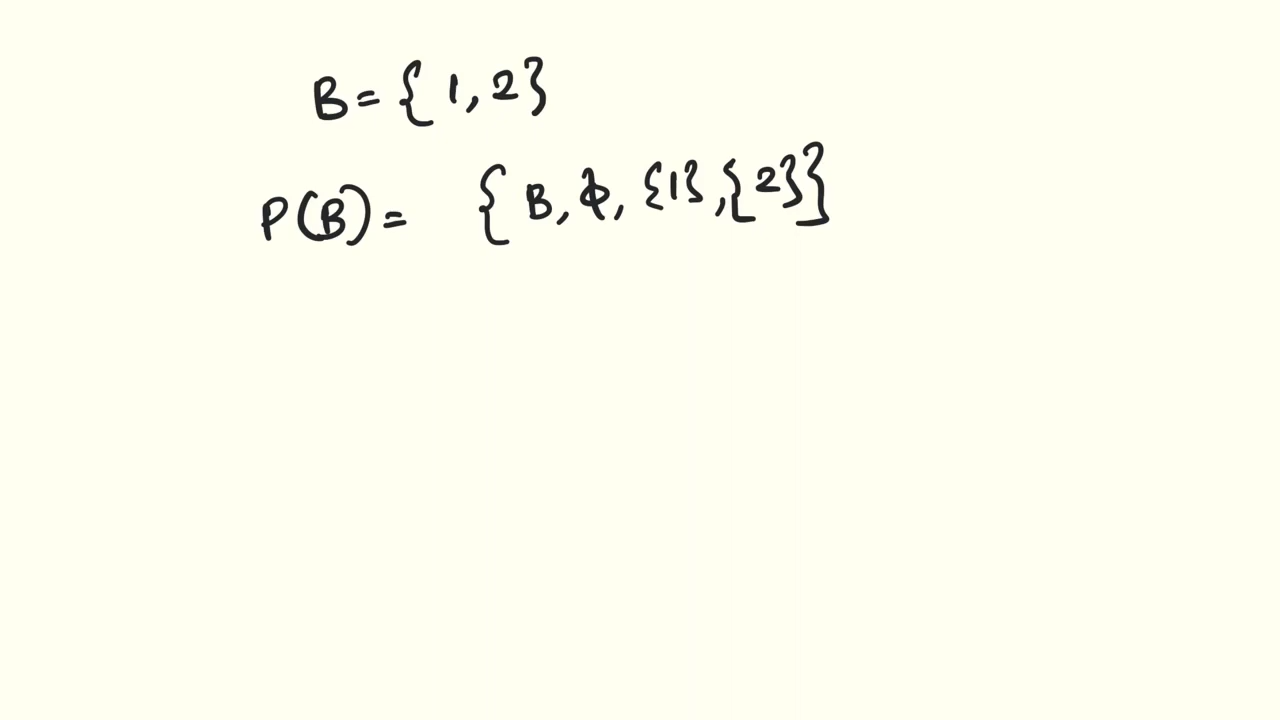 B = { 1, 2 }
P(B) = { B, ϕ, {1}, {2} }